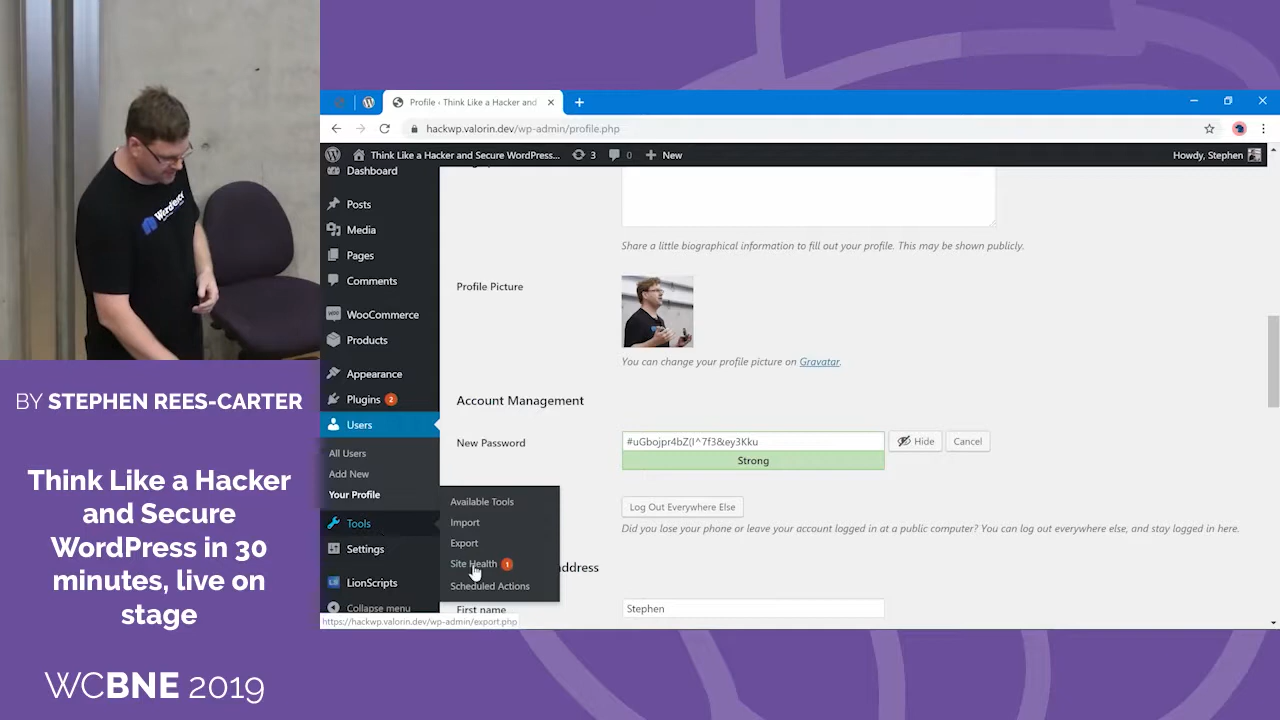 BY STEPHEN REES-CARTER
Think Like a Hacker
and Secure
WordPress in 30
minutes, live on
stage
WCBNE 2019
Profile ‹ Think Like a Hacker and
hackwp.valorin.dev/wp-admin/profile.php
Think Like a Hacker and Secure WordPress... 3 0 New Howdy, Stephen
Dashboard
Posts
Media
Pages
Comments
WooCommerce
Products
Appearance
Plugins 2
Users
All Users
Add New
Your Profile
Tools
Settings
LionScripts
Collapse menu
Available Tools
Import
Export
Site Health 1
Scheduled Actions
https://hackwp.valorin.dev/wp-admin/export.php
Share a little biographical information to fill out your profile. This may be shown publicly.
Profile Picture
You can change your profile picture on Gravatar.
Account Management
New Password #uGbojpr4bZ(I^7f3&ey3Kku Hide Cancel
Strong
Log Out Everywhere Else
Did you lose your phone or leave your account logged in at a public computer? You can log out everywhere else, and stay logged in here.
address
First name Stephen